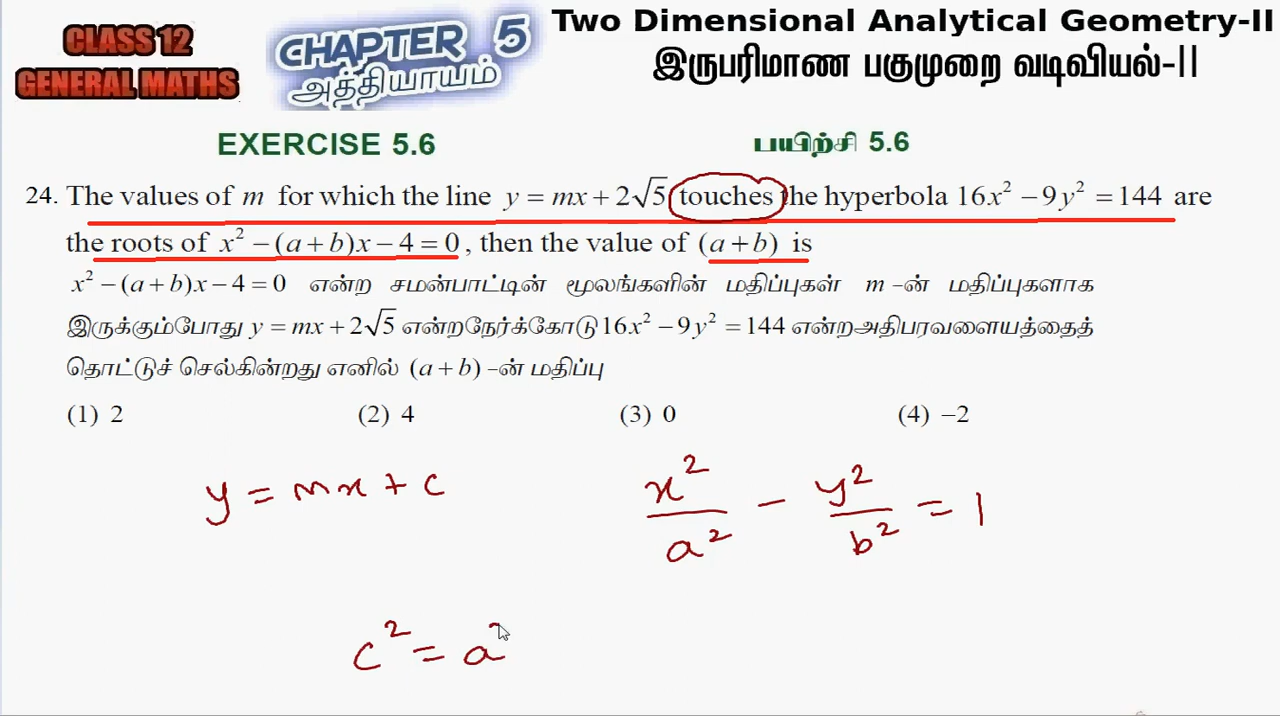 CLASS 12
GENERAL MATHS
CHAPTER 5
அத்தியாயம்
Two Dimensional Analytical Geometry-II
இருபரிமாண பகுமுறை வடிவியல்-II
EXERCISE 5.6
பயிற்சி 5.6
24. The values of m for which the line y = mx + 2√5 touches the hyperbola 16x² − 9y² = 144 are
the roots of x² − (a + b)x − 4 = 0 , then the value of (a + b) is
x² − (a + b)x − 4 = 0 என்ற சமன்பாட்டின் மூலங்களின் மதிப்புகள் m -ன் மதிப்புகளாக
இருக்கும்போது y = mx + 2√5 என்றநேர்க்கோடு 16x² − 9y² = 144 என்றஅதிபரவளையத்தைத்
தொட்டுச் செல்கின்றது எனில் (a + b) -ன் மதிப்பு
(1) 2 (2) 4 (3) 0 (4) −2
y = mx + c
x²/a² − y²/b² = 1
c² = a²